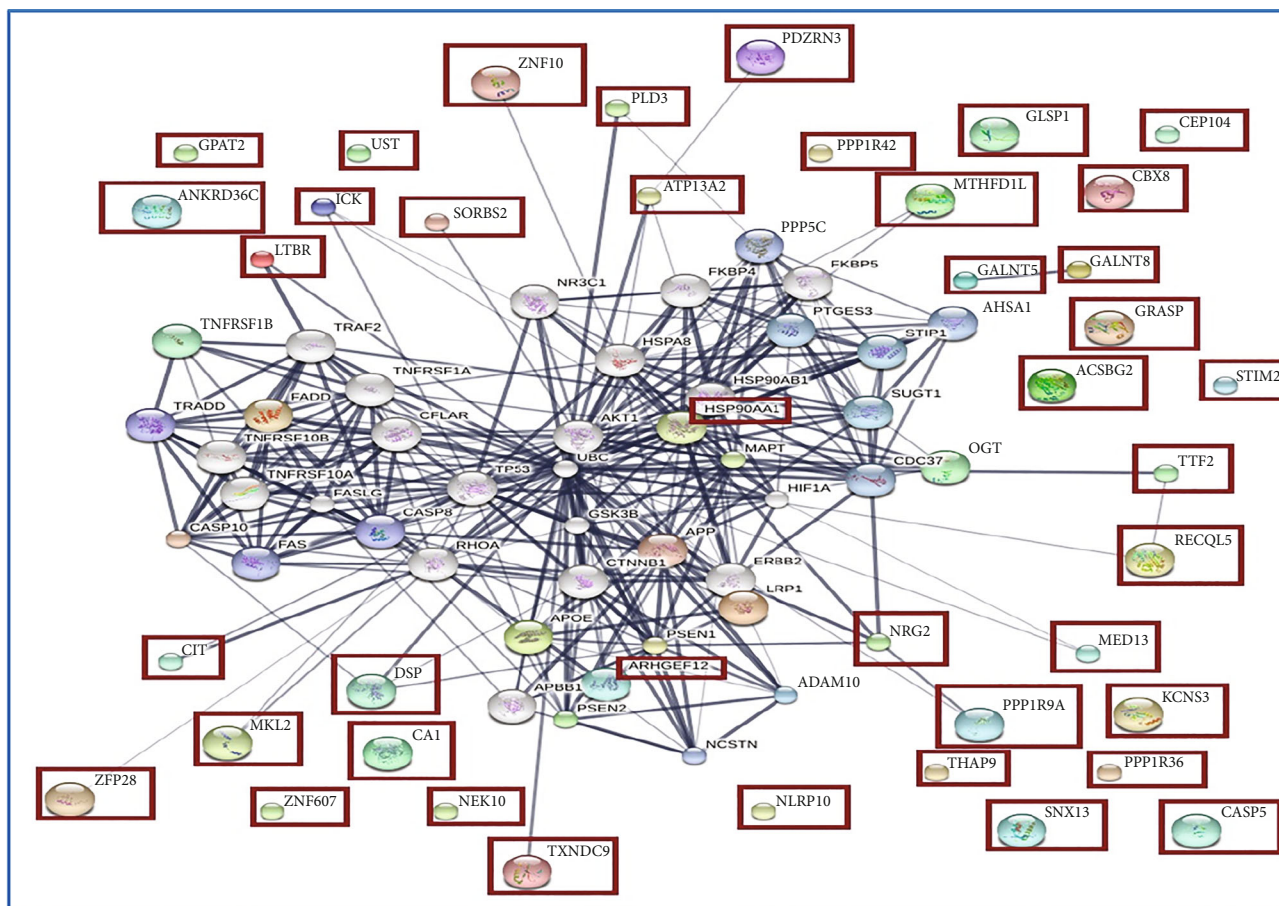 PDZRN3
ZNF10
PLD3
GLSP1
CEP104
GPAT2
UST
PPP1R42
ANKRD36C
ICK
ATP13A2
MTHFD1L
CBX8
SORBS2
PPP5C
LTBR
FKBP4
FKBP5
GALNT5
GALNT8
NR3C1
PTGES3
AHSA1
GRASP
TNFRSF1B
TRAF2
HSPA8
STIP1
TNFRSF1A
HSP90AB1
ACSBG2
STIM2
TRADD
FADD
CFLAR
AKT1
HSP90AA1
SUGT1
TNFRSF10B
UBC
MAPT
CDC37
OGT
TNFRSF10A
TP53
TTF2
FASLG
HIF1A
CASP10
CASP8
GSK3B
FAS
RHOA
APP
RECQL5
CTNNB1
ERBB2
LRP1
APOE
PSEN1
NRG2
MED13
CIT
DSP
ARHGEF12
ADAM10
APBB1
PSEN2
PPP1R9A
KCNS3
MKL2
CA1
NCSTN
THAP9
PPP1R36
ZFP28
ZNF607
NEK10
NLRP10
SNX13
CASP5
TXNDC9